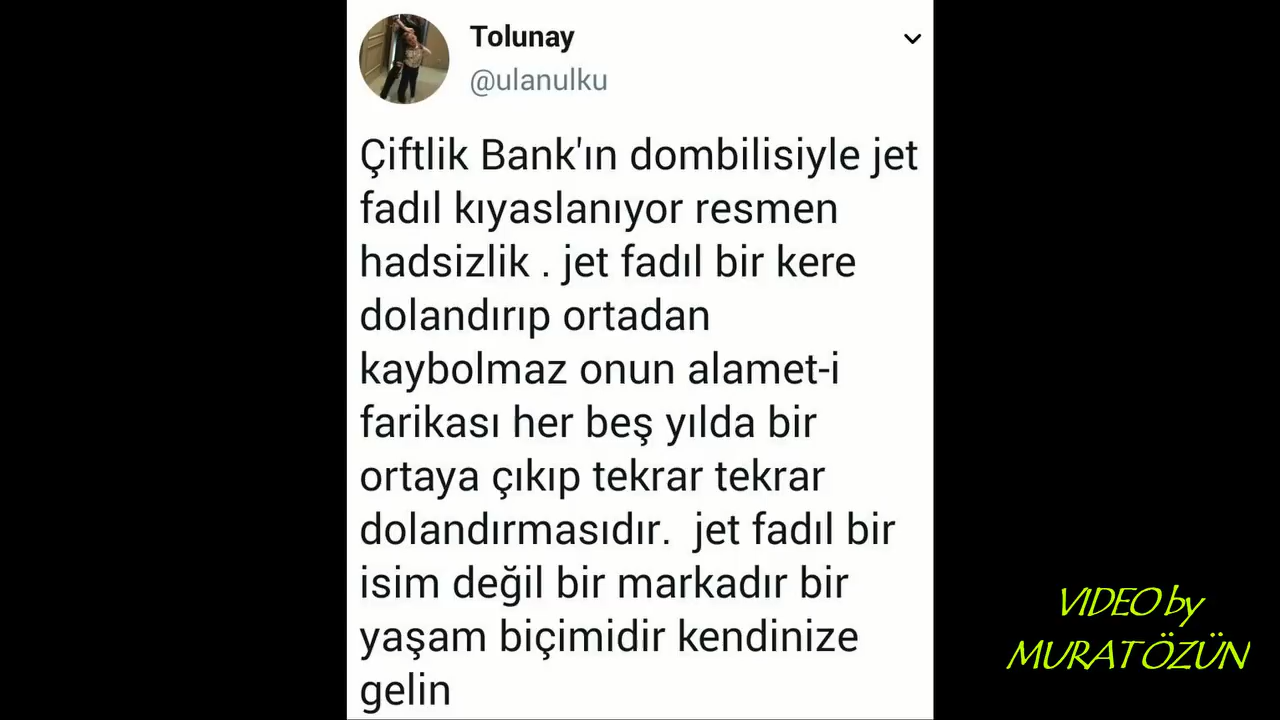 Tolunay
@ulanulku
Çiftlik Bank'ın dombilisiyle jet
fadıl kıyaslanıyor resmen
hadsizlik . jet fadıl bir kere
dolandırıp ortadan
kaybolmaz onun alamet-i
farikası her beş yılda bir
ortaya çıkıp tekrar tekrar
dolandırmasıdır.  jet fadıl bir
isim değil bir markadır bir
yaşam biçimidir kendinize
gelin
VIDEO by
MURAT ÖZÜN